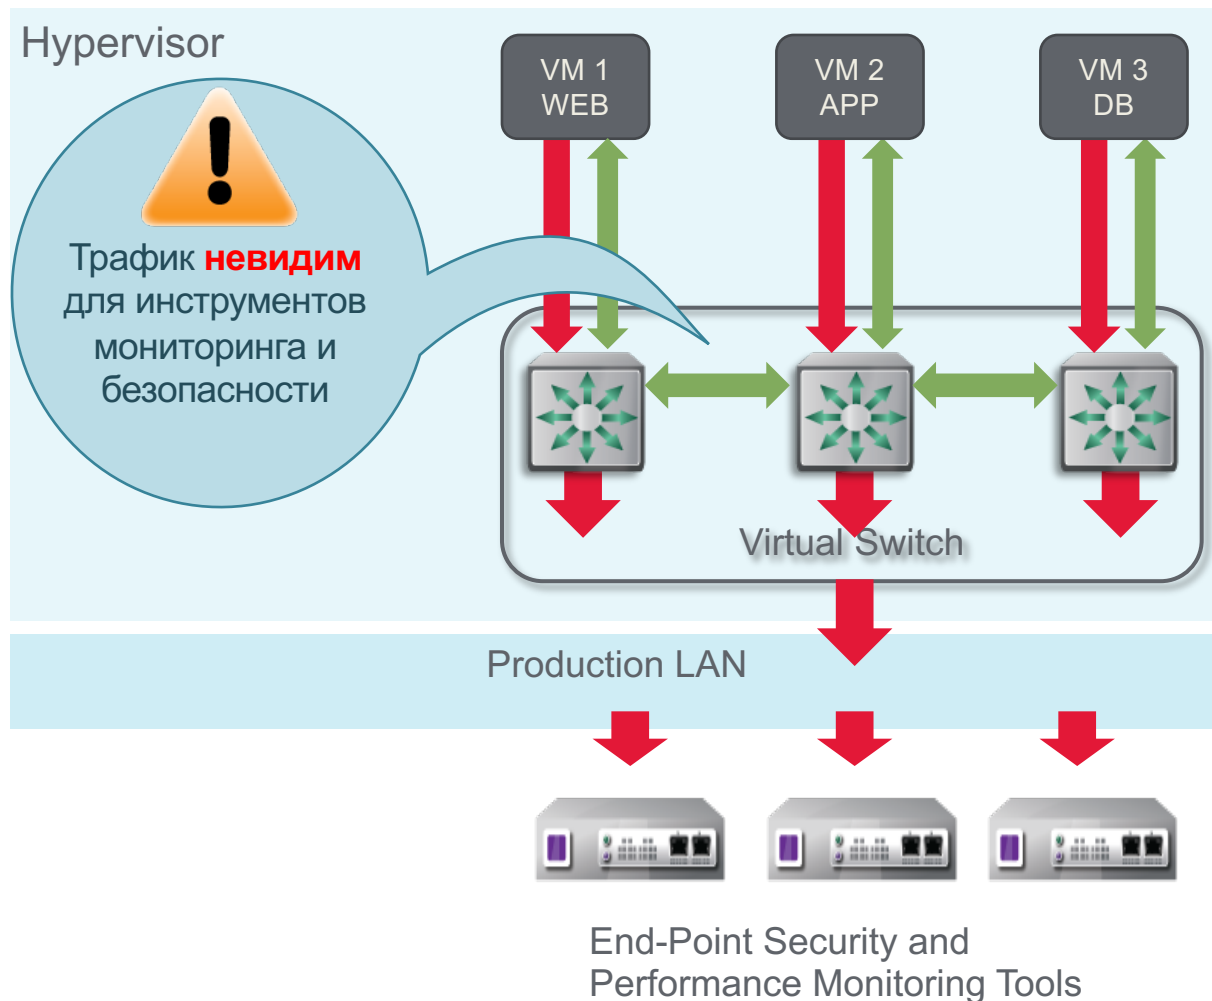 Hypervisor
VM 1
WEB
VM 2
APP
VM 3
DB
Трафик невидим
для инструментов
мониторинга и
безопасности
Virtual Switch
Production LAN
End-Point Security and
Performance Monitoring Tools